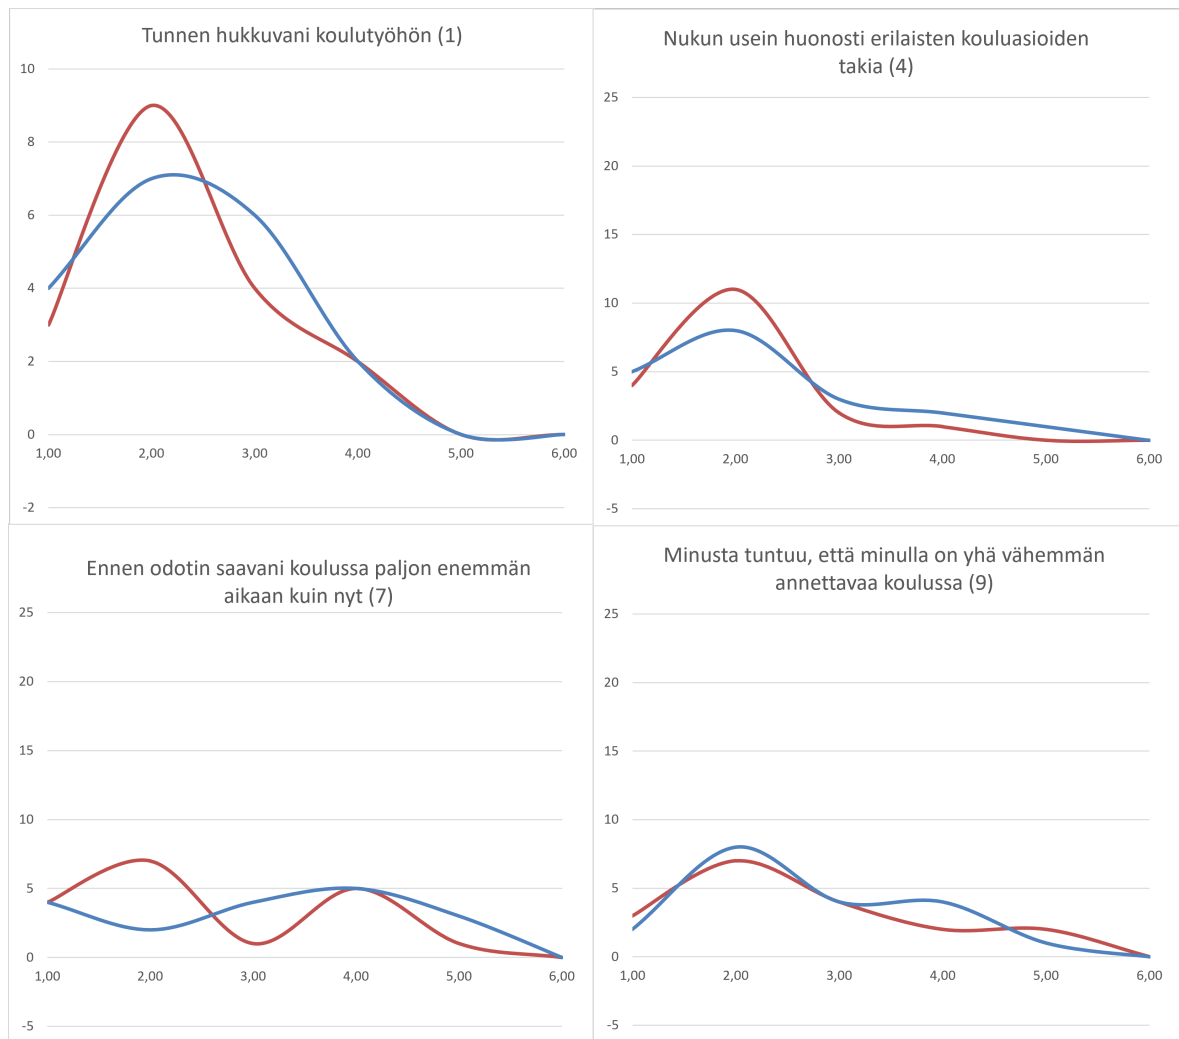 Tunnen hukkuvani koulutyöhön (1)
10
8
6
4
2
0
-2
1,00 2,00 3,00 4,00 5,00 6,00
Nukun usein huonosti erilaisten kouluasioiden
takia (4)
25
20
15
10
5
0
-5
1,00 2,00 3,00 4,00 5,00 6,00
Ennen odotin saavani koulussa paljon enemmän
aikaan kuin nyt (7)
25
20
15
10
5
0
-5
1,00 2,00 3,00 4,00 5,00 6,00
Minusta tuntuu, että minulla on yhä vähemmän
annettavaa koulussa (9)
25
20
15
10
5
0
-5
1,00 2,00 3,00 4,00 5,00 6,00